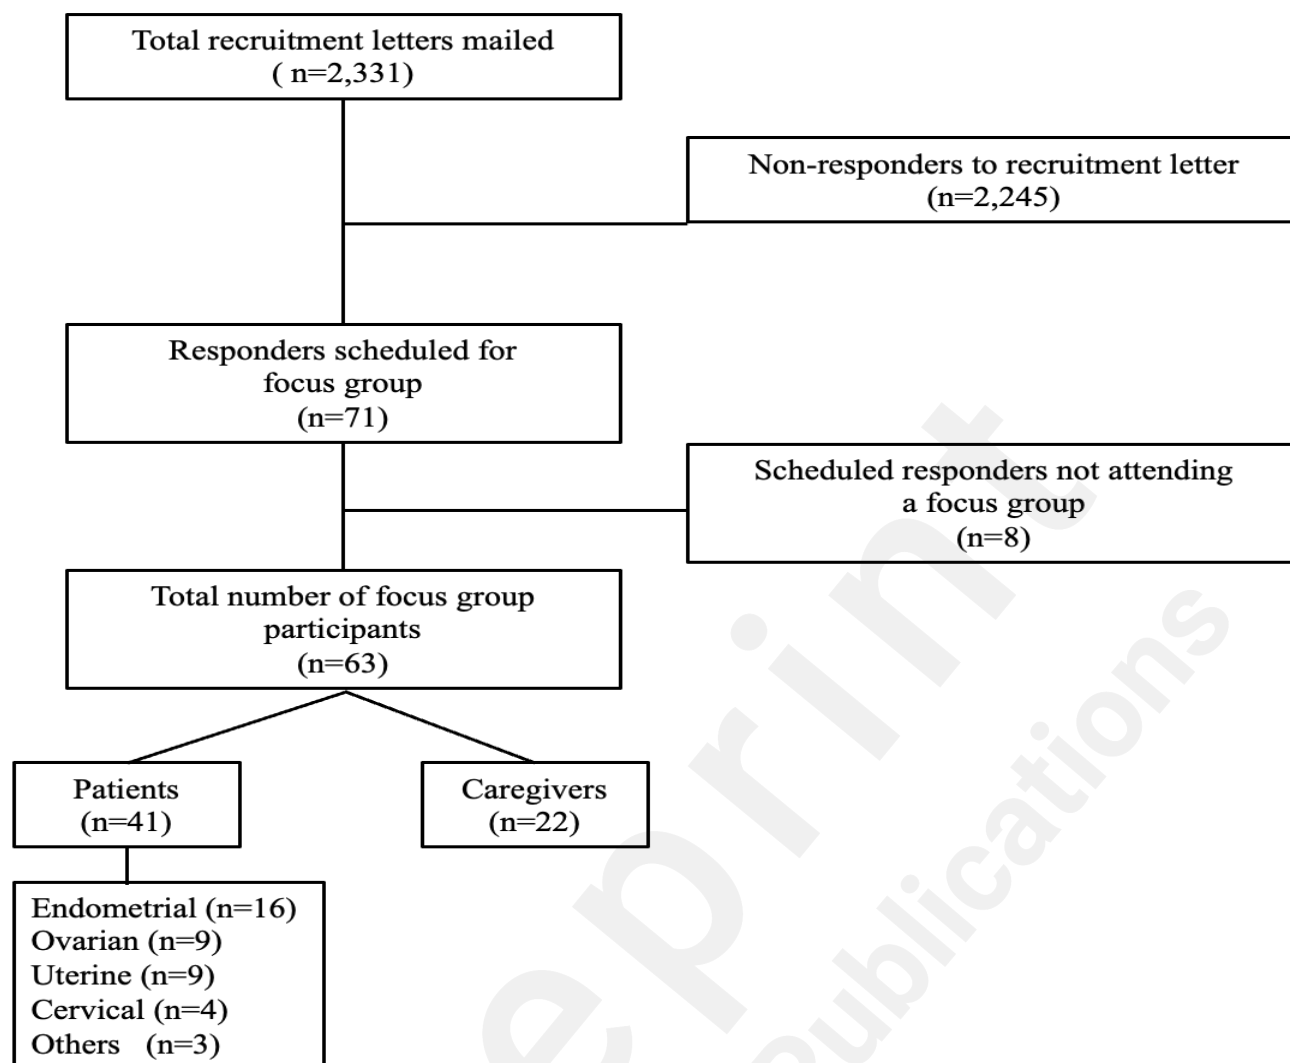 Total recruitment letters mailed
( n=2,331)
Non-responders to recruitment letter
(n=2,245)
Responders scheduled for
focus group
(n=71)
Scheduled responders not attending
a focus group
(n=8)
Total number of focus group
participants
(n=63)
Patients
(n=41)
Caregivers
(n=22)
Endometrial (n=16)
Ovarian (n=9)
Uterine (n=9)
Cervical (n=4)
Others (n=3)
eprint
Publications